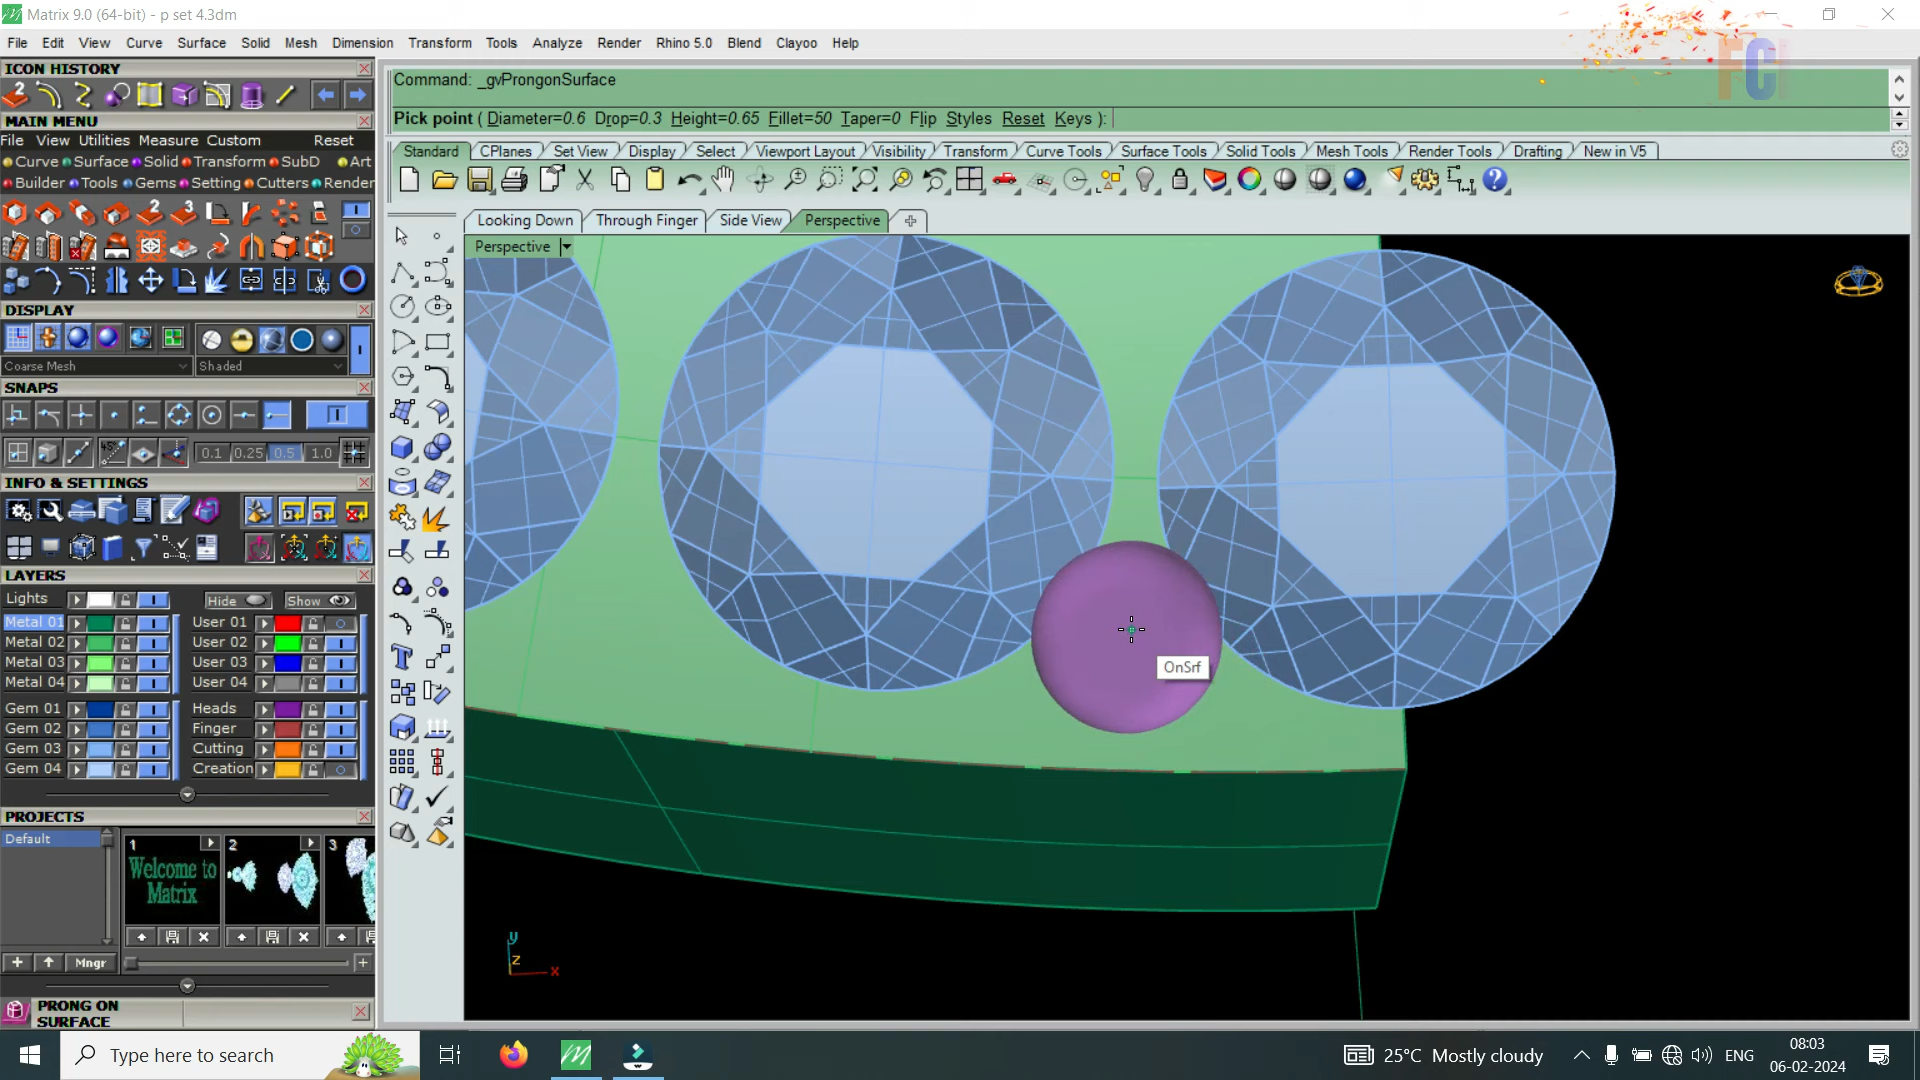 Matrix 9.0 (64-bit) - p set 4.3dm
File Edit View Curve Surface Solid Mesh Dimension Transform Tools Analyze Render Rhino 5.0 Blend Clayoo Help
FCI
ICON HISTORY
Command: _gvProngonSurface
Pick point ( Diameter=0.6 Drop=0.3 Height=0.65 Fillet=50 Taper=0 Flip Styles Reset Keys ):
MAIN MENU
File View Utilities Measure Custom Reset
Curve Surface Solid Transform SubD Art
Builder Tools Gems Setting Cutters Render
Standard CPlanes Set View Display Select Viewport Layout Visibility Transform Curve Tools Surface Tools Solid Tools Mesh Tools Render Tools Drafting New in V5
Looking Down Through Finger Side View Perspective
Perspective
DISPLAY
Coarse Mesh Shaded
SNAPS
0.1 0.25 0.5 1.0
INFO & SETTINGS
LAYERS
Lights Hide Show
Metal 01 User 01
Metal 02 User 02
Metal 03 User 03
Metal 04 User 04
Gem 01 Heads
Gem 02 Finger
Gem 03 Cutting
Gem 04 Creation
OnSrf
PROJECTS
Default
1 2 3
Welcome to
Matrix
Mngr
y
z
x
PRONG ON
SURFACE
Type here to search
25°C Mostly cloudy
ENG
08:03
06-02-2024